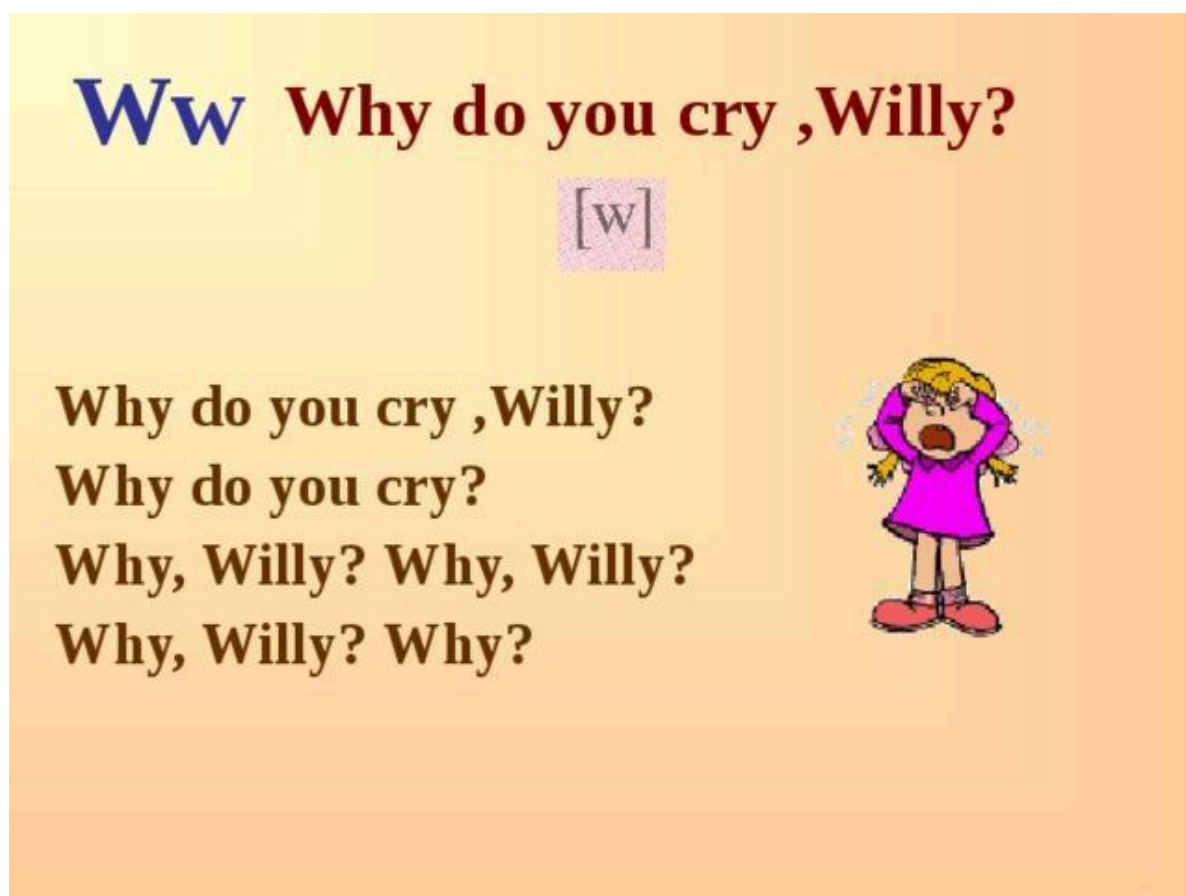 Ww Why do you cry ,Willy?
[w]
Why do you cry ,Willy?
Why do you cry?
Why, Willy? Why, Willy?
Why, Willy? Why?